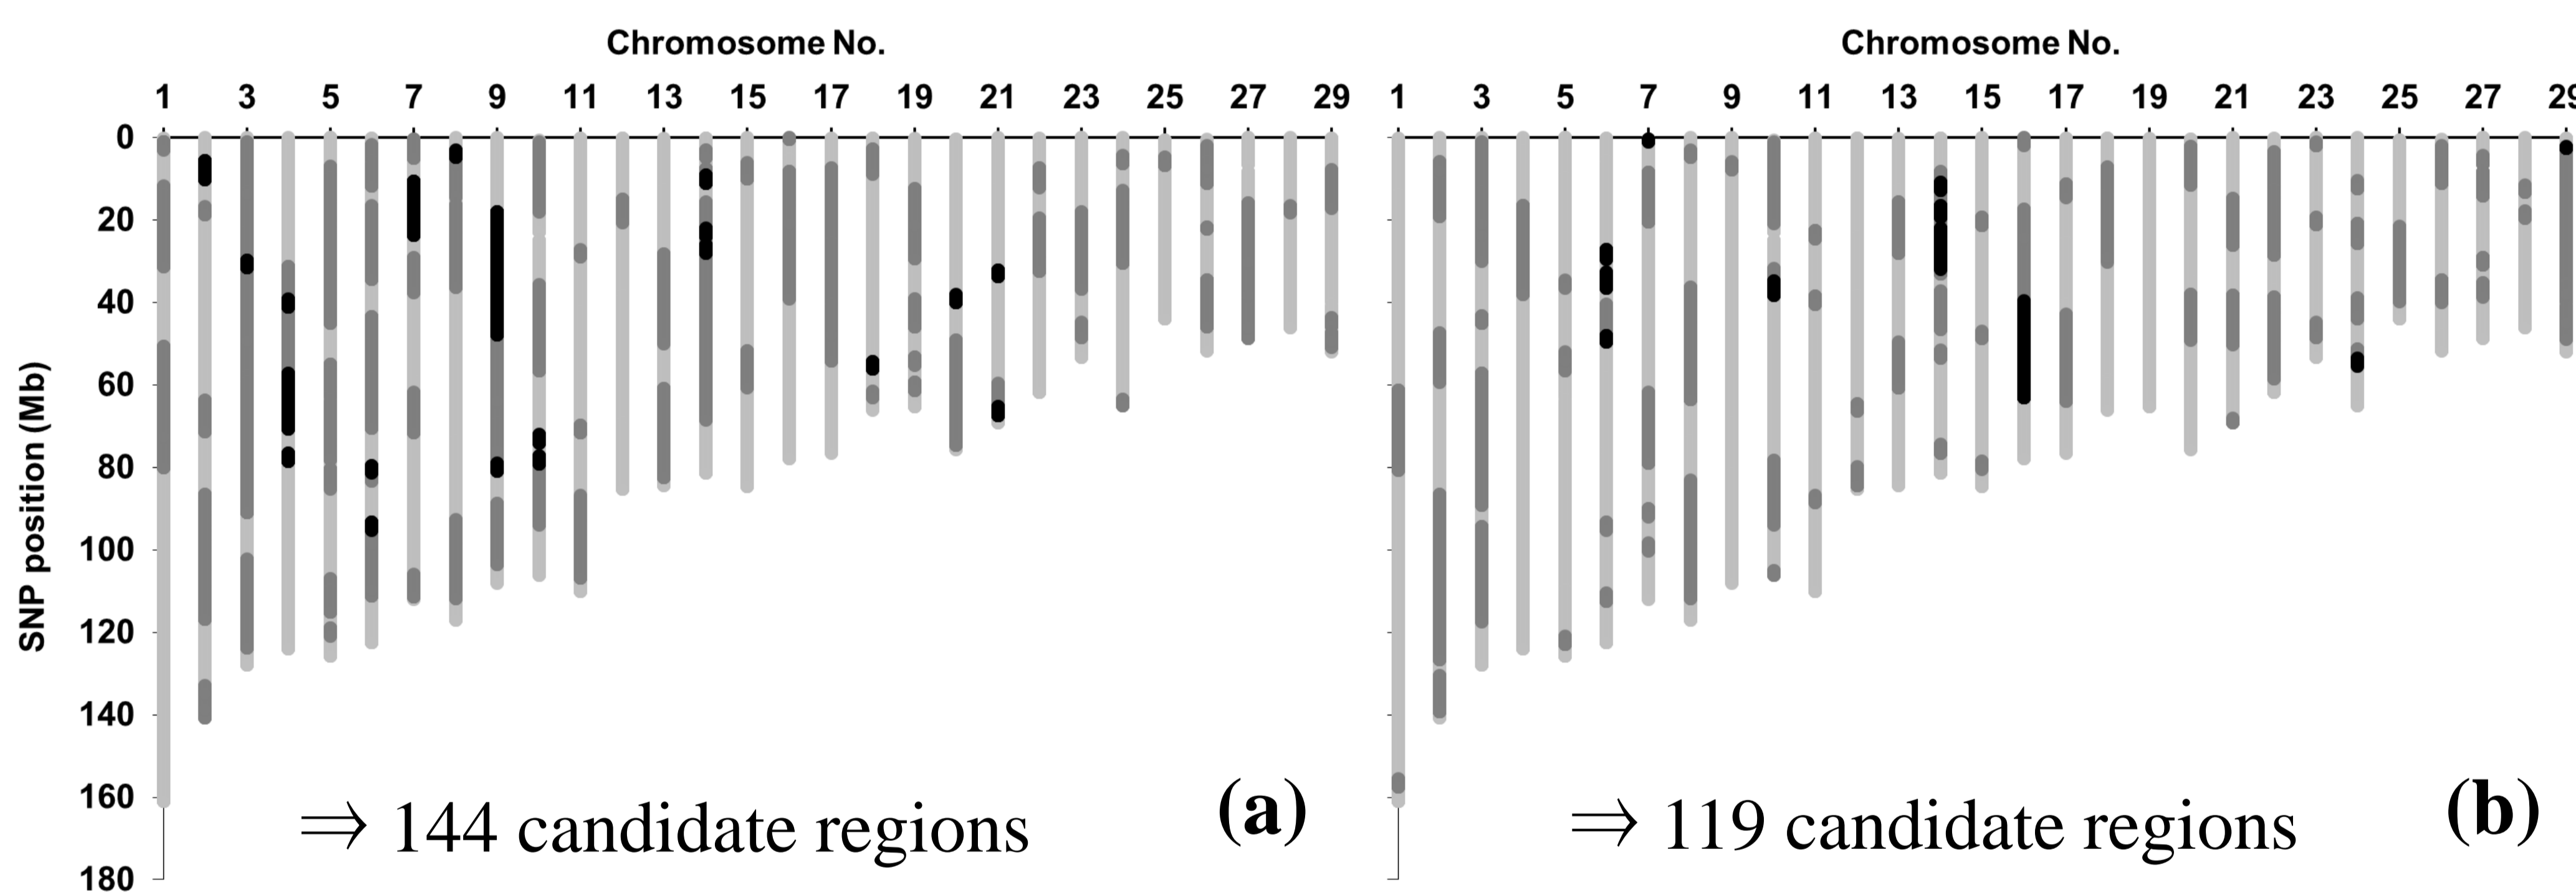 Chromosome No.
1 3 5 7 9 11 13 15 17 19 21 23 25 27 29
0
20
40
60
80
100
120
140
160
180
SNP position (Mb)
⇒ 144 candidate regions
(a)
Chromosome No.
1 3 5 7 9 11 13 15 17 19 21 23 25 27 29
⇒ 119 candidate regions
(b)